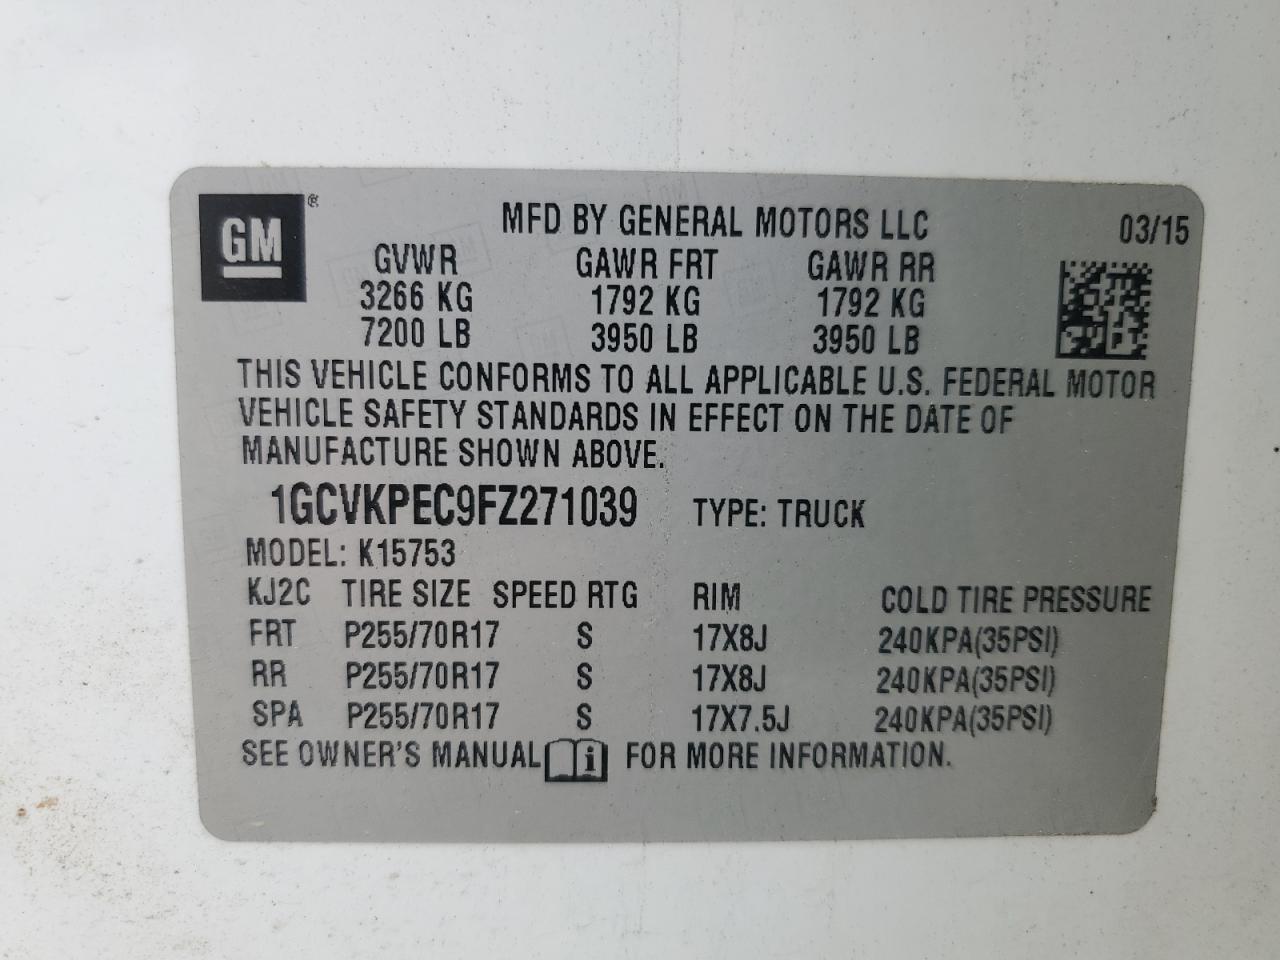 GM ®
MFD BY GENERAL MOTORS LLC 03/15
GVWR GAWR FRT GAWR RR
3266 KG 1792 KG 1792 KG
7200 LB 3950 LB 3950 LB
THIS VEHICLE CONFORMS TO ALL APPLICABLE U.S. FEDERAL MOTOR
VEHICLE SAFETY STANDARDS IN EFFECT ON THE DATE OF
MANUFACTURE SHOWN ABOVE.
1GCVKPEC9FZ271039 TYPE: TRUCK
MODEL: K15753
KJ2C TIRE SIZE SPEED RTG RIM COLD TIRE PRESSURE
FRT P255/70R17 S 17X8J 240KPA(35PSI)
RR P255/70R17 S 17X8J 240KPA(35PSI)
SPA P255/70R17 S 17X7.5J 240KPA(35PSI)
SEE OWNER'S MANUAL i FOR MORE INFORMATION.